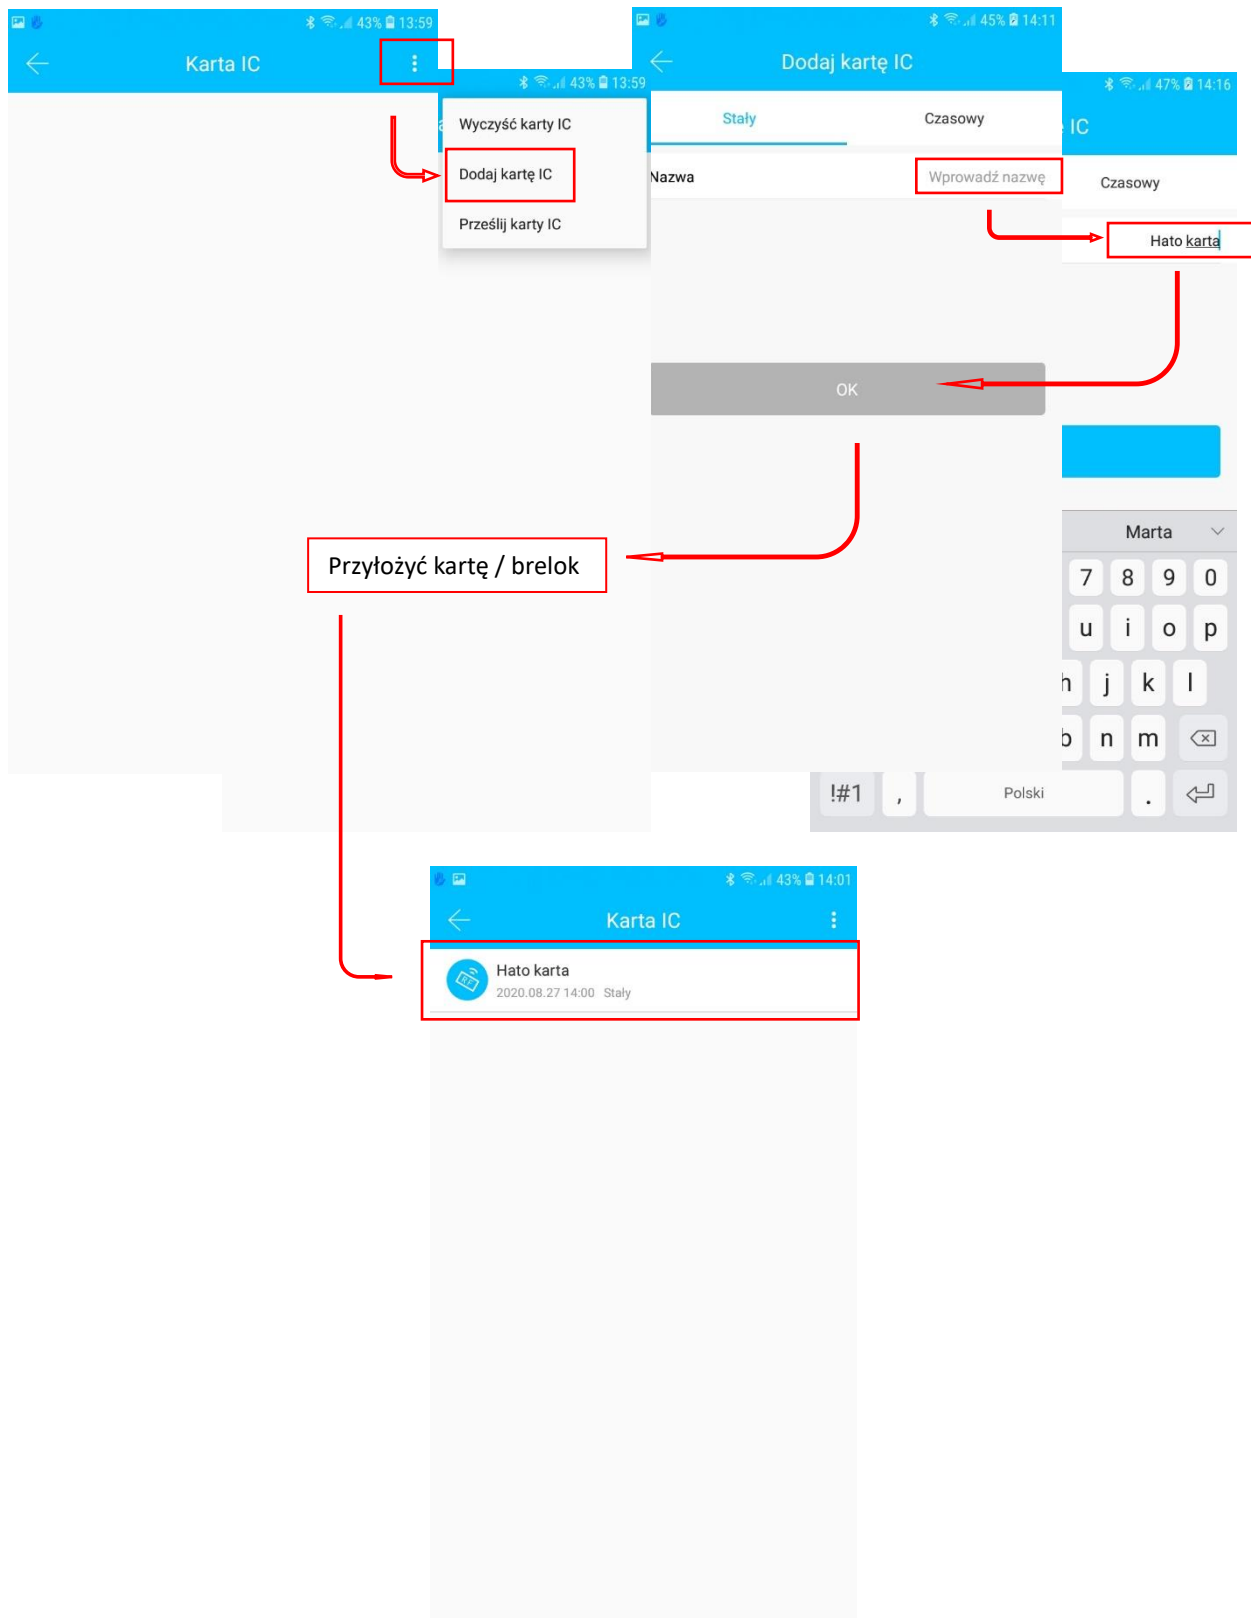 43% 13:59
Karta IC
43% 13:59
Wyczyść karty IC
Dodaj kartę IC
Prześlij karty IC
45% 14:11
Dodaj kartę IC
Stały
Czasowy
Nazwa
Wprowadź nazwę
OK
47% 14:16
IC
Czasowy
Hato karta
Marta
7 8 9 0
u i o p
h j k l
b n m
!#1 , Polski .
Przyłożyć kartę / brelok
43% 14:01
Karta IC
RF
Hato karta
2020.08.27 14:00 Stały